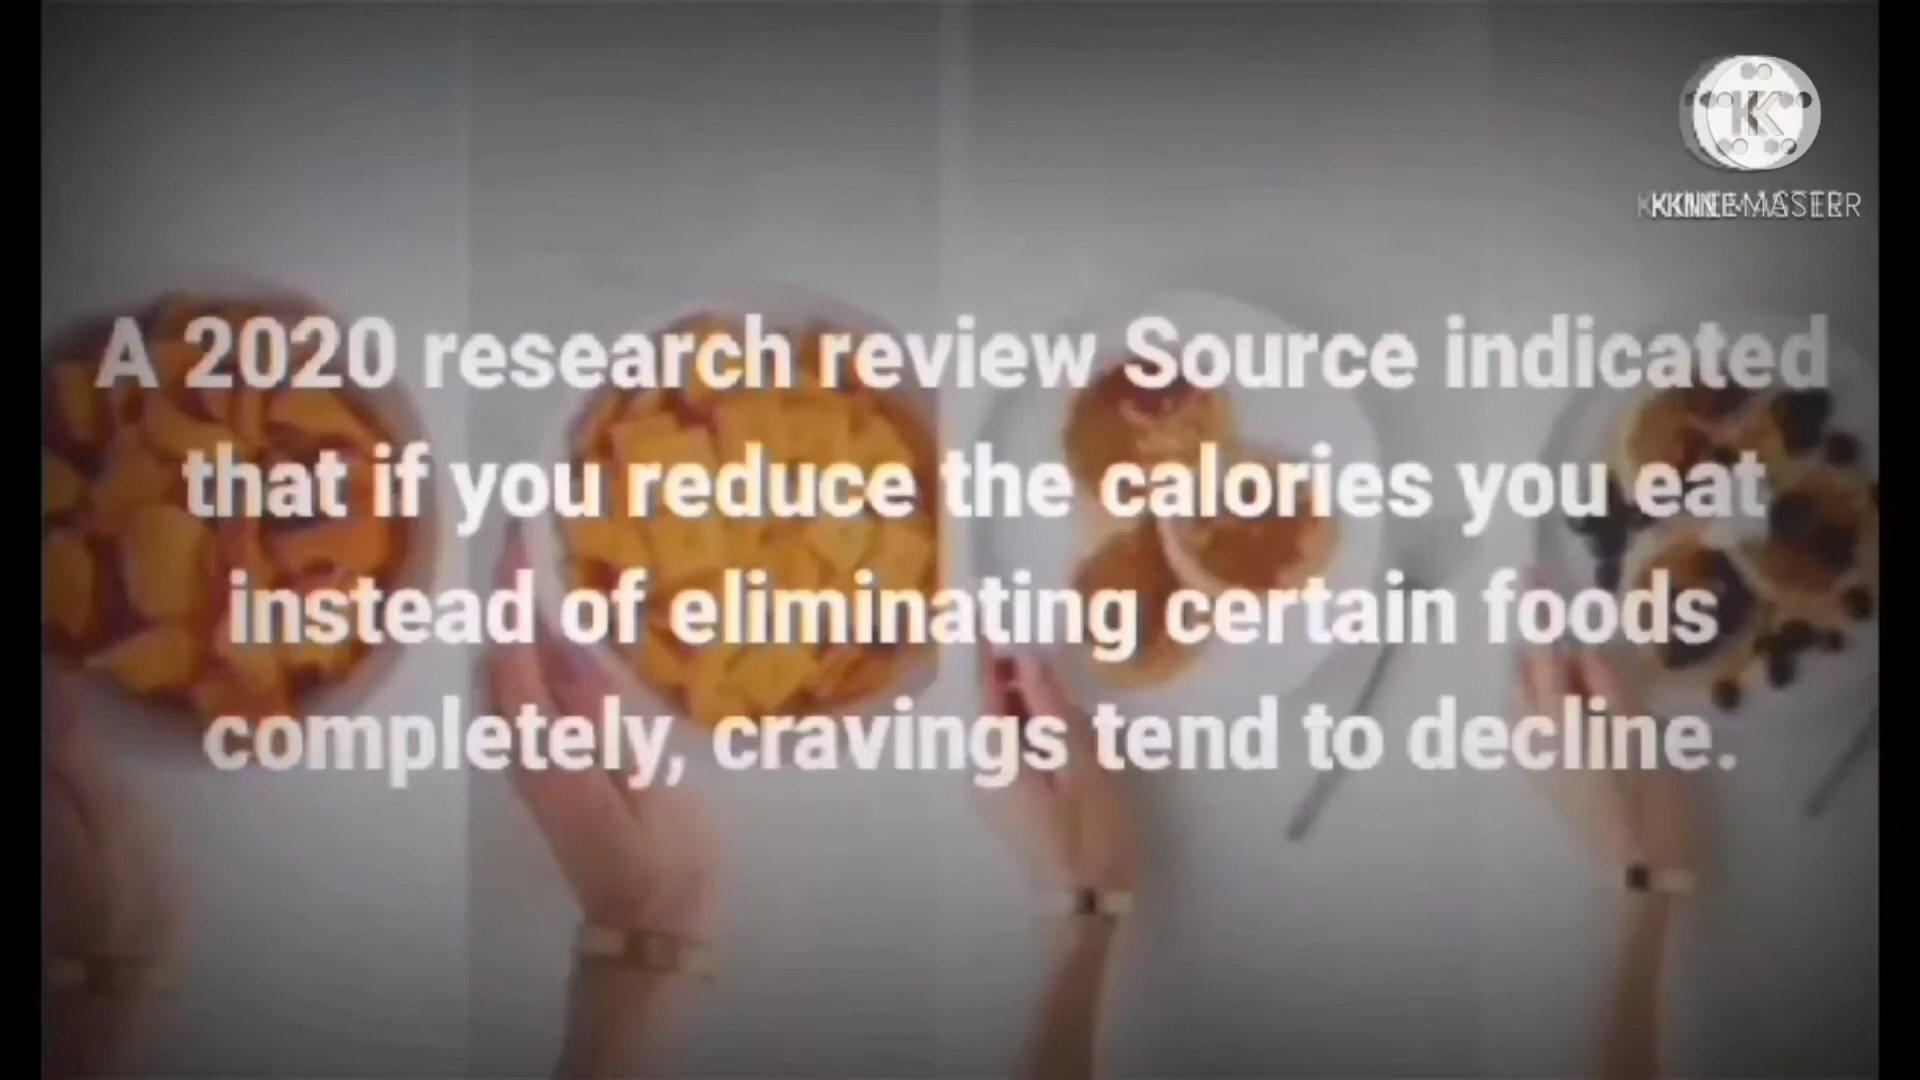 A 2020 research review Source indicated
that if you reduce the calories you eat
instead of eliminating certain foods
completely, cravings tend to decline.
KINEMASTER